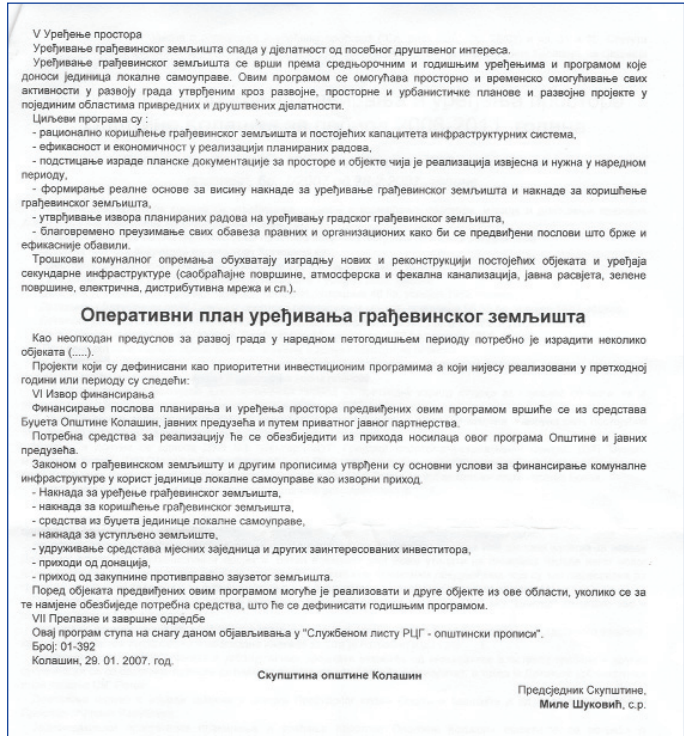 V Уређење простора
Уређивање грађевинског земљишта спада у дјелатност од посебног друштвеног интереса.
Уређивање грађевинског земљишта се врши према средњорочним и годишњим уређењима и програмом које
доноси јединица локалне самоуправе. Овим програмом се омогућава просторно и временско омогућивање свих
активности у развоју града утврђеним кроз развојне, просторне и урбанистичке планове и развојне пројекту у
појединим областима привредних и друштвених дјелатности.
Циљеви програма су :
- рационално коришћење грађевинског земљишта и постојећих капацитета инфраструктурних система,
- ефикасност и економичност у реализацији планираних радова,
- подстицање израде планске документације за просторе и објекте чија је реализација извјесна и нужна у наредном
периоду,
- формирање реалне основе за висину накнаде за уређивање грађевинског земљишта и накнаде за коришћење
грађевинског земљишта,
- утврђивање извора планираних радова на уређивању градског грађевинског земљишта,
- благовремено преузимање свих обавеза правних и организационих како би се предвиђени послови што брже и
ефикасније обавили.
Трошкови комуналног опремања обухватају изградњу нових и реконструкцији постојећих објеката и уређаја
секундарне инфраструктуре (саобраћајне површине, атмосферска и фекална канализација, јавна расвјета, зелене
површине, електрична, дистрибутивна мрежа и сл.).
Оперативни план уређивања грађевинског земљишта
Као неопходан предуслов за развој града у наредном петогодишњем периоду потребно је израдити неколико
објеката (.....).
Пројекти који су дефинисани као приоритетни инвестиционим програмима а који нијесу реализовани у претходној
години или периоду су следећи:
VI Извор финансирања
Финансирање послова планирања и уређења простора предвиђених овим програмом вршиће се из средстава
Буџета Општине Колашин, јавних предузећа и путем приватног јавног партнерства.
Потребна средства за реализацију ће се обезбиједити из прихода носилаца овог програма Општине и јавних
предузећа.
Законом о грађевинском земљишту и другим прописима утврђени су основни услови за финансирање комуналне
инфраструктуре у корист јединице локалне самоуправе као изворни приход.
- Накнада за уређење грађевинског земљишта,
- накнада за коришћење грађевинског земљишта,
- средства из буџета јединице локалне самоуправе,
- накнада за уступљено земљиште,
- удруживање средстава мјесних заједница и других заинтересованих инвеститора,
- приходи од донација,
- приход од закупнине противправно заузетог земљишта.
Поред објеката предвиђених овим програмом могуће је реализовати и друге објекте из ове области, уколико се за
те намјене обезбиједе потребна средства, што ће се дефинисати годишњим програмом.
VII Прелазне и завршне одредбе
Овај програм ступа на снагу даном објављивања у "Службеном листу РЦГ - општински прописи".
Број: 01-392
Колашин, 29. 01. 2007. год.
Скупштина општине Колашин
Предсједник Скупштине,
Миле Шуковић, с.р.